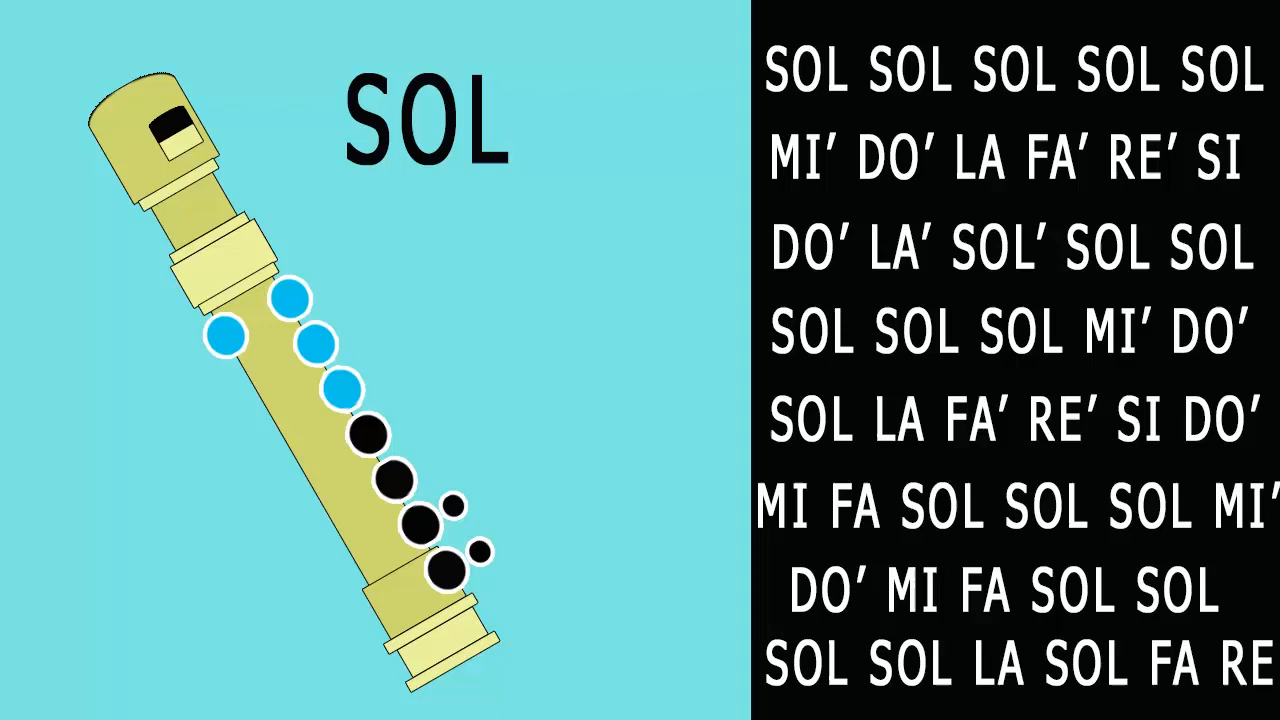 SOL
SOL SOL SOL SOL SOL
MI’ DO’ LA FA’ RE’ SI
DO’ LA’ SOL’ SOL SOL
SOL SOL SOL MI’ DO’
SOL LA FA’ RE’ SI DO’
MI FA SOL SOL SOL MI’
DO’ MI FA SOL SOL
SOL SOL LA SOL FA RE